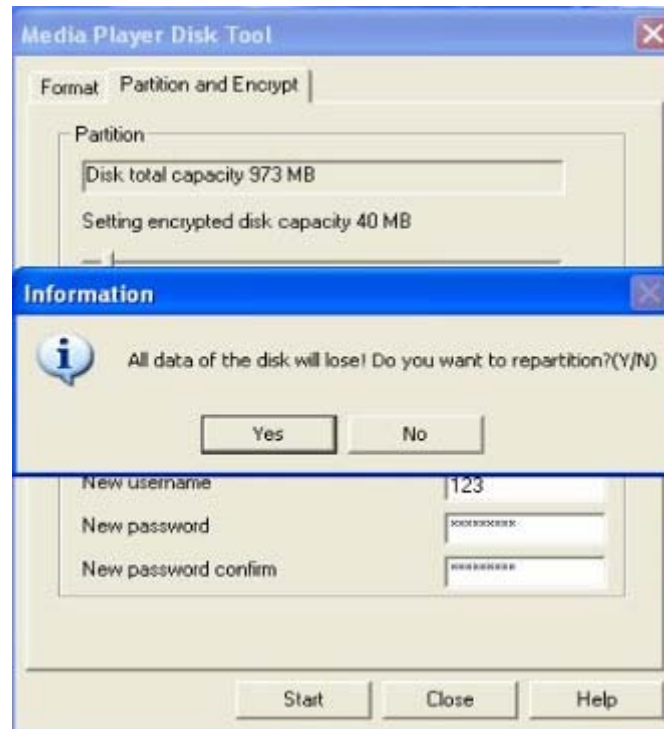 Media Player Disk Tool
Format Partition and Encrypt
Partition
Disk total capacity 973 MB
Setting encrypted disk capacity 40 MB
Information
All data of the disk will lose! Do you want to repartition?(Y/N)
Yes No
New username 123
New password *********
New password confirm *********
Start Close Help